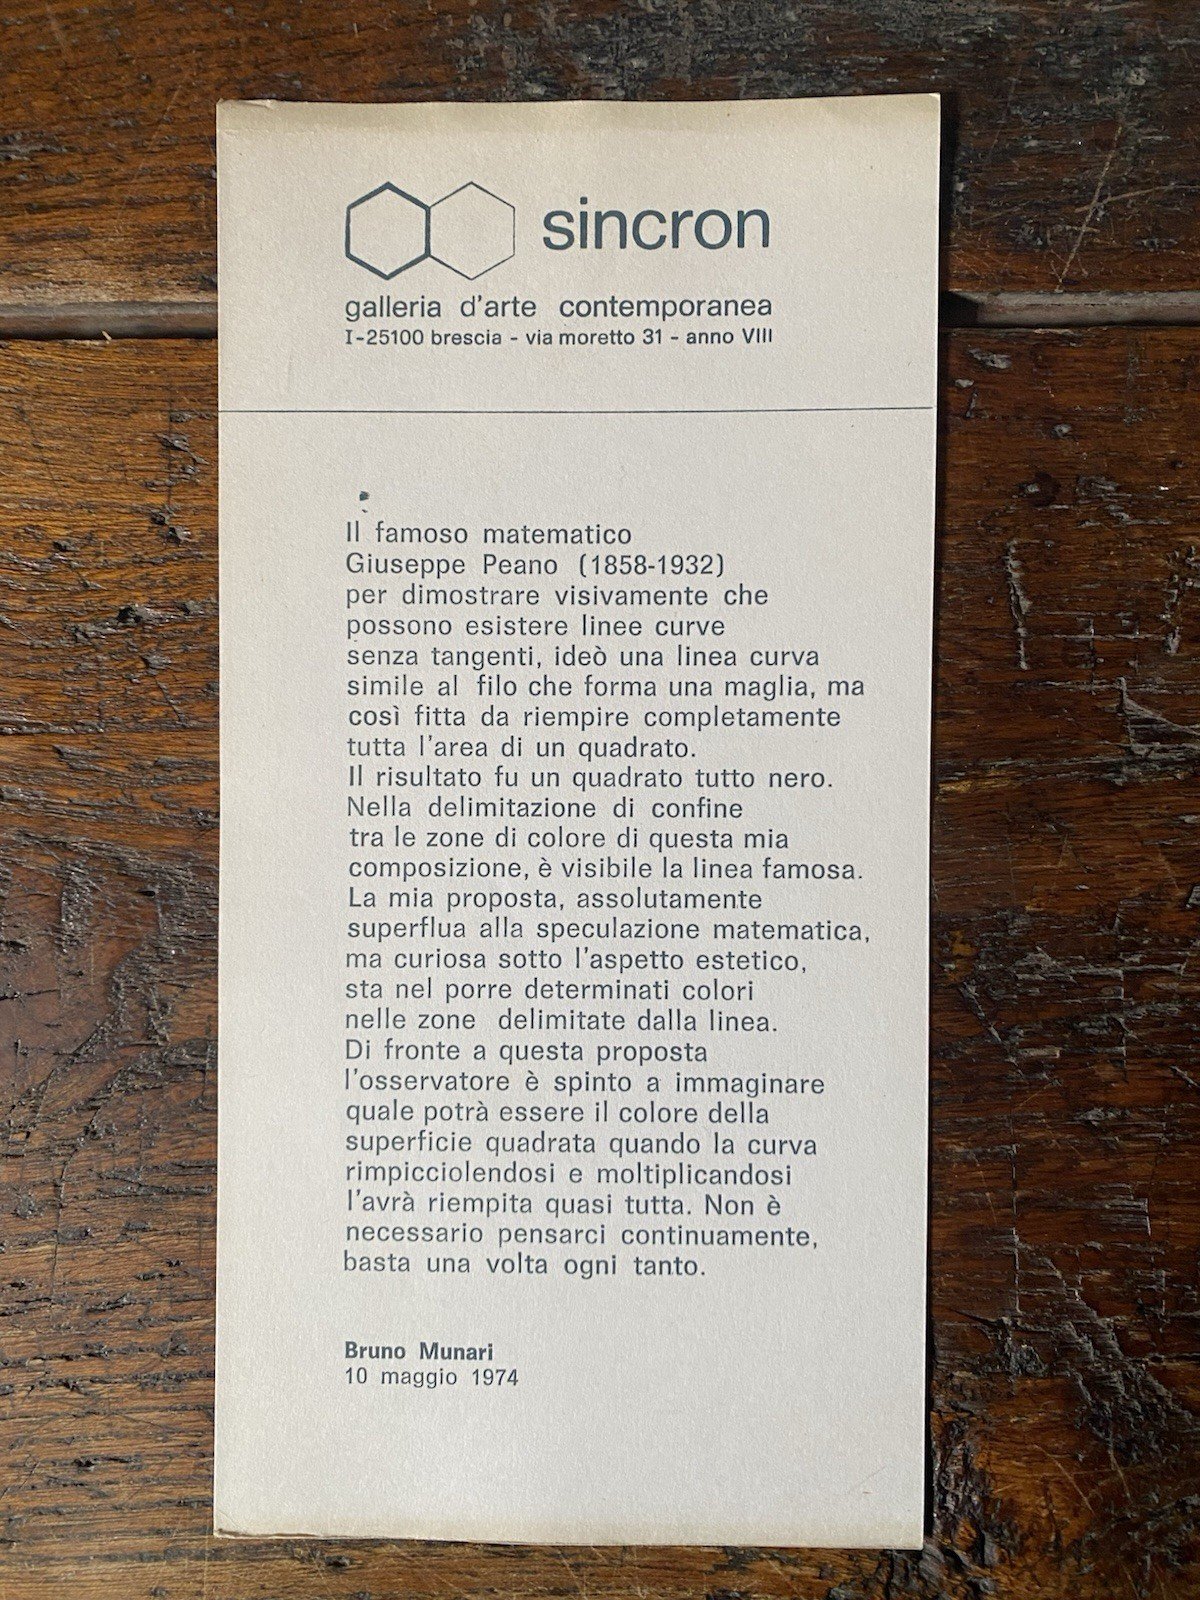 sincron
galleria d'arte contemporanea
I-25100 brescia - via moretto 31 - anno VIII
Il famoso matematico
Giuseppe Peano (1858-1932)
per dimostrare visivamente che
possono esistere linee curve
senza tangenti, ideò una linea curva
simile al filo che forma una maglia, ma
così fitta da riempire completamente
tutta l'area di un quadrato.
Il risultato fu un quadrato tutto nero.
Nella delimitazione di confine
tra le zone di colore di questa mia
composizione, è visibile la linea famosa.
La mia proposta, assolutamente
superflua alla speculazione matematica,
ma curiosa sotto l'aspetto estetico,
sta nel porre determinati colori
nelle zone delimitate dalla linea.
Di fronte a questa proposta
l'osservatore è spinto a immaginare
quale potrà essere il colore della
superficie quadrata quando la curva
rimpicciolendosi e moltiplicandosi
l'avrà riempita quasi tutta. Non è
necessario pensarci continuamente,
basta una volta ogni tanto.
Bruno Munari
10 maggio 1974